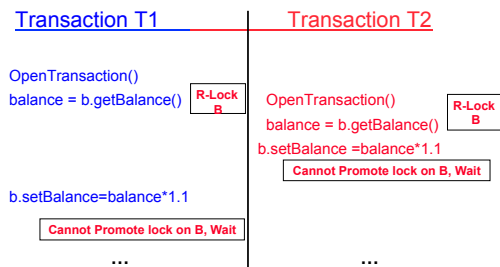 Transaction T1
Transaction T2
OpenTransaction()
balance = b.getBalance()
R-Lock
B
OpenTransaction()
balance = b.getBalance()
R-Lock
B
b.setBalance =balance*1.1
Cannot Promote lock on B, Wait
b.setBalance=balance*1.1
Cannot Promote lock on B, Wait
...
...